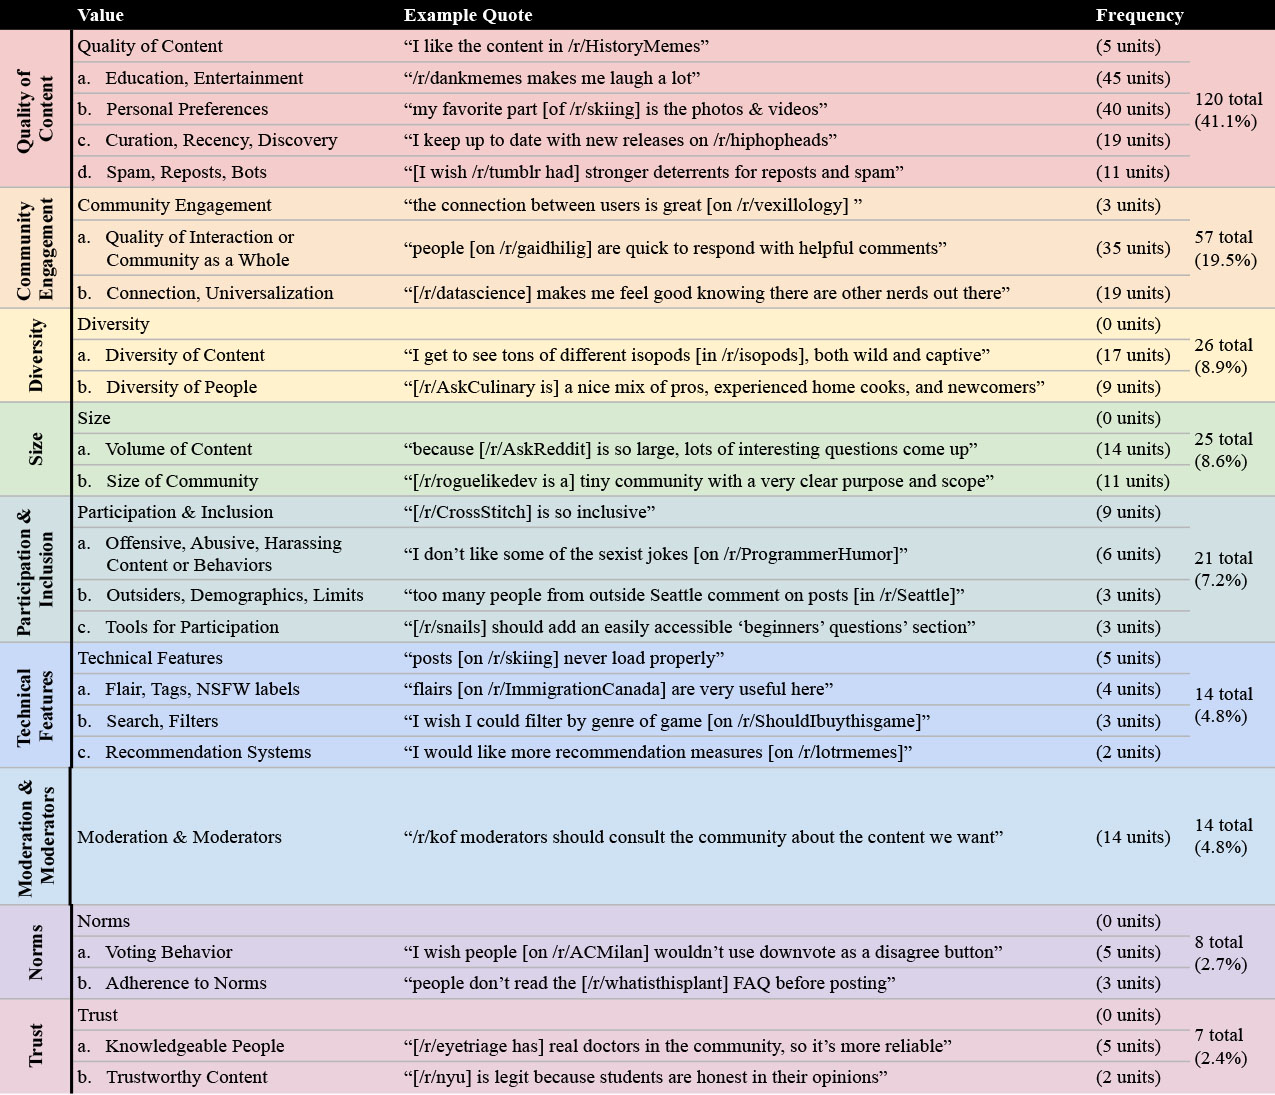 Value Example Quote Frequency
Quality of Content
Quality of Content “I like the content in /r/HistoryMemes” (5 units)
a. Education, Entertainment “/r/dankmemes makes me laugh a lot” (45 units)
b. Personal Preferences “my favorite part [of /r/skiing] is the photos & videos” (40 units)
c. Curation, Recency, Discovery “I keep up to date with new releases on /r/hiphopheads” (19 units)
d. Spam, Reposts, Bots “[I wish /r/tumblr had] stronger deterrents for reposts and spam” (11 units)
120 total
(41.1%)
Community
Engagement
Community Engagement “the connection between users is great [on /r/vexillology] ” (3 units)
a. Quality of Interaction or
Community as a Whole “people [on /r/gaidhilig] are quick to respond with helpful comments” (35 units)
b. Connection, Universalization “[/r/datascience] makes me feel good knowing there are other nerds out there” (19 units)
57 total
(19.5%)
Diversity
Diversity (0 units)
a. Diversity of Content “I get to see tons of different isopods [in /r/isopods], both wild and captive” (17 units)
b. Diversity of People “[/r/AskCulinary is] a nice mix of pros, experienced home cooks, and newcomers” (9 units)
26 total
(8.9%)
Size
Size (0 units)
a. Volume of Content “because [/r/AskReddit] is so large, lots of interesting questions come up” (14 units)
b. Size of Community “[/r/roguelikedev is a] tiny community with a very clear purpose and scope” (11 units)
25 total
(8.6%)
Participation &
Inclusion
Participation & Inclusion “[/r/CrossStitch] is so inclusive” (9 units)
a. Offensive, Abusive, Harassing
Content or Behaviors “I don’t like some of the sexist jokes [on /r/ProgrammerHumor]” (6 units)
b. Outsiders, Demographics, Limits “too many people from outside Seattle comment on posts [in /r/Seattle]” (3 units)
c. Tools for Participation “[/r/snails] should add an easily accessible ‘beginners’ questions’ section” (3 units)
21 total
(7.2%)
Technical
Features
Technical Features “posts [on /r/skiing] never load properly” (5 units)
a. Flair, Tags, NSFW labels “flairs [on /r/ImmigrationCanada] are very useful here” (4 units)
b. Search, Filters “I wish I could filter by genre of game [on /r/ShouldIbuythisgame]” (3 units)
c. Recommendation Systems “I would like more recommendation measures [on /r/lotrmemes]” (2 units)
14 total
(4.8%)
Moderation &
Moderators
Moderation & Moderators “/r/kof moderators should consult the community about the content we want” (14 units)
14 total
(4.8%)
Norms
Norms (0 units)
a. Voting Behavior “I wish people [on /r/ACMilan] wouldn’t use downvote as a disagree button” (5 units)
b. Adherence to Norms “people don’t read the [/r/whatisthisplant] FAQ before posting” (3 units)
8 total
(2.7%)
Trust
Trust (0 units)
a. Knowledgeable People “[/r/eyetriage has] real doctors in the community, so it’s more reliable” (5 units)
b. Trustworthy Content “[/r/nyu] is legit because students are honest in their opinions” (2 units)
7 total
(2.4%)